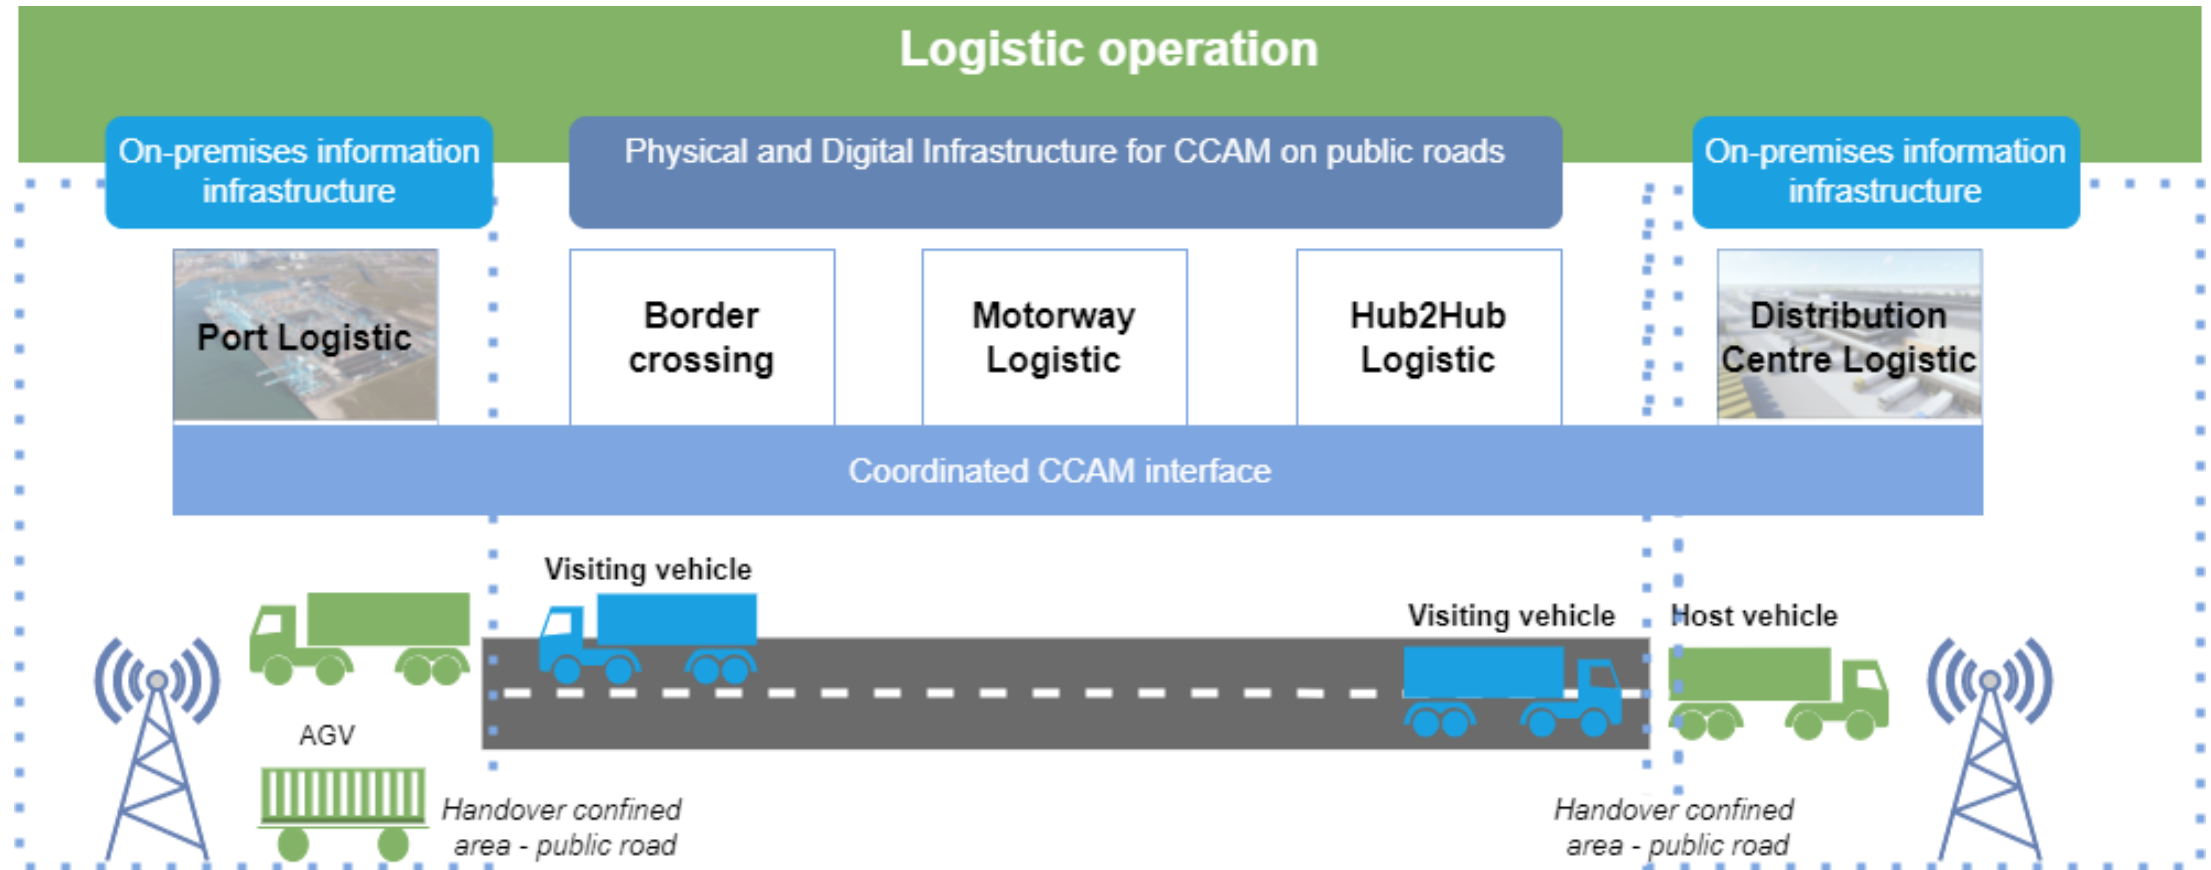 Logistic operation
On-premises information
infrastructure
Physical and Digital Infrastructure for CCAM on public roads
On-premises information
infrastructure
Port Logistic
Border
crossing
Motorway
Logistic
Hub2Hub
Logistic
Distribution
Centre Logistic
Coordinated CCAM interface
Visiting vehicle
Visiting vehicle
Host vehicle
AGV
Handover confined
area - public road
Handover confined
area - public road